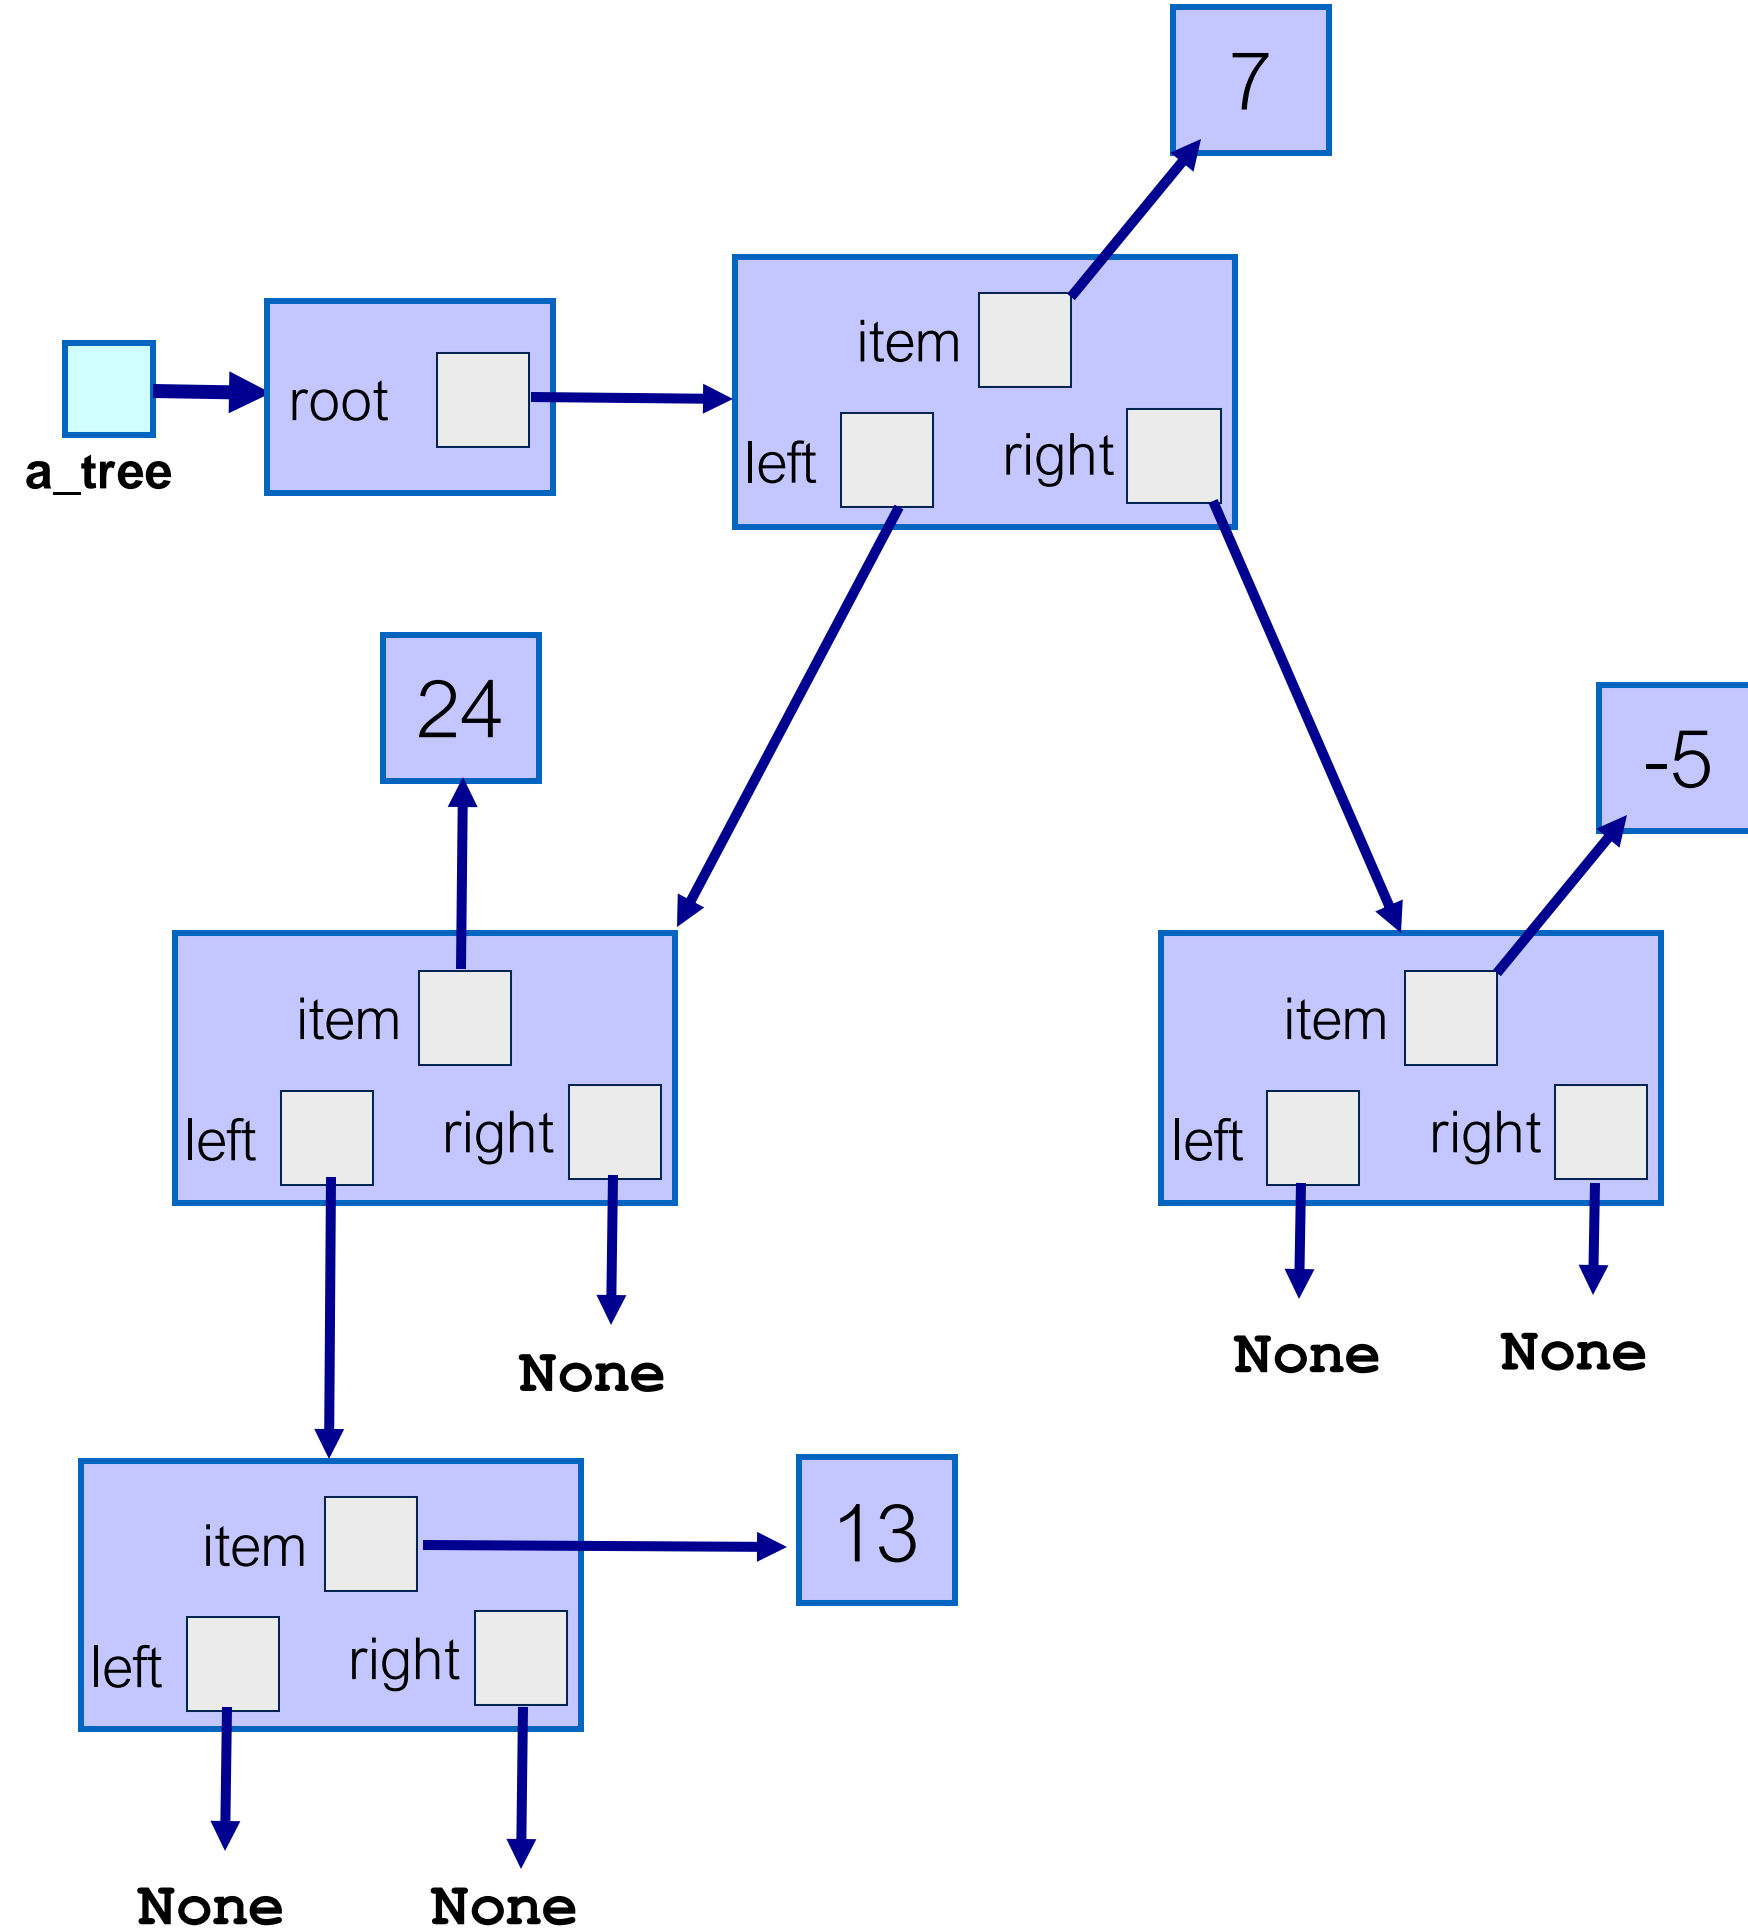 7
item
root
left
right
a_tree
24
-5
item
item
left
right
left
right
None
None
None
item
13
left
right
None
None